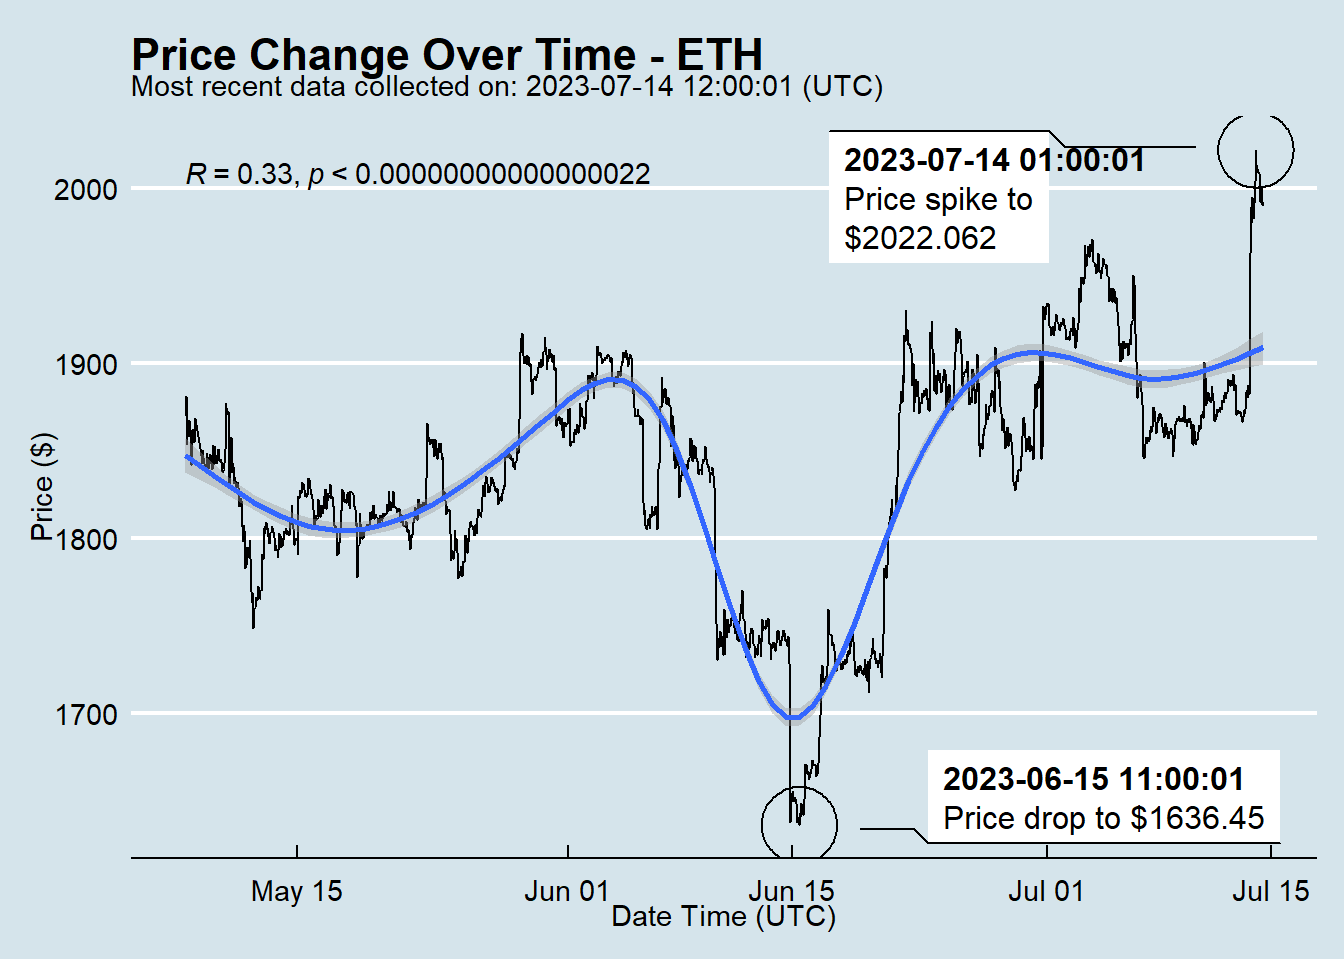 Price Change Over Time - ETH
Most recent data collected on: 2023-07-14 12:00:01 (UTC)
R = 0.33, p < 0.00000000000000022
2023-07-14 01:00:01
Price spike to
$2022.062
2000
1900
1800
1700
Price ($)
2023-06-15 11:00:01
Price drop to $1636.45
May 15
Jun 01
Jun 15
Jul 01
Jul 15
Date Time (UTC)